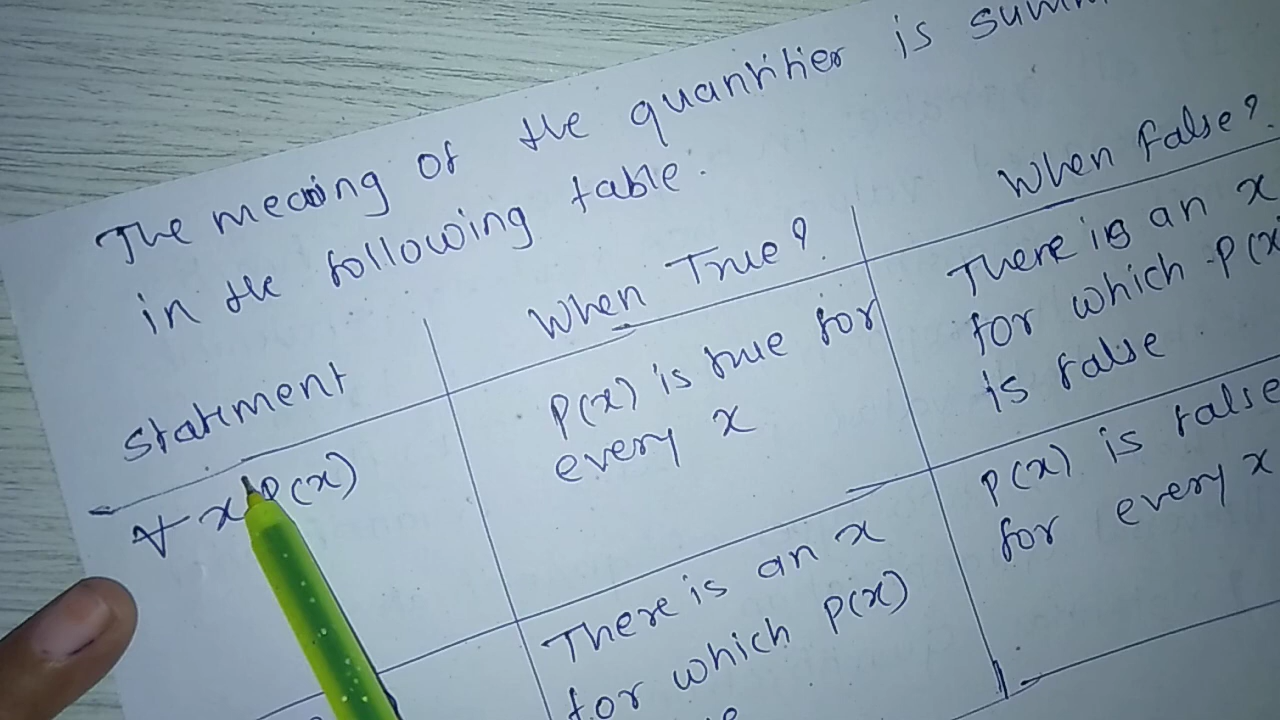 The meaning of the quantifier is
in the following table.
Statement When True? When False?
∀ x P(x)
P(x) is true for
every x
There is an x
for which P(x
is false
There is an x
for which P(x)
P(x) is false
for every x